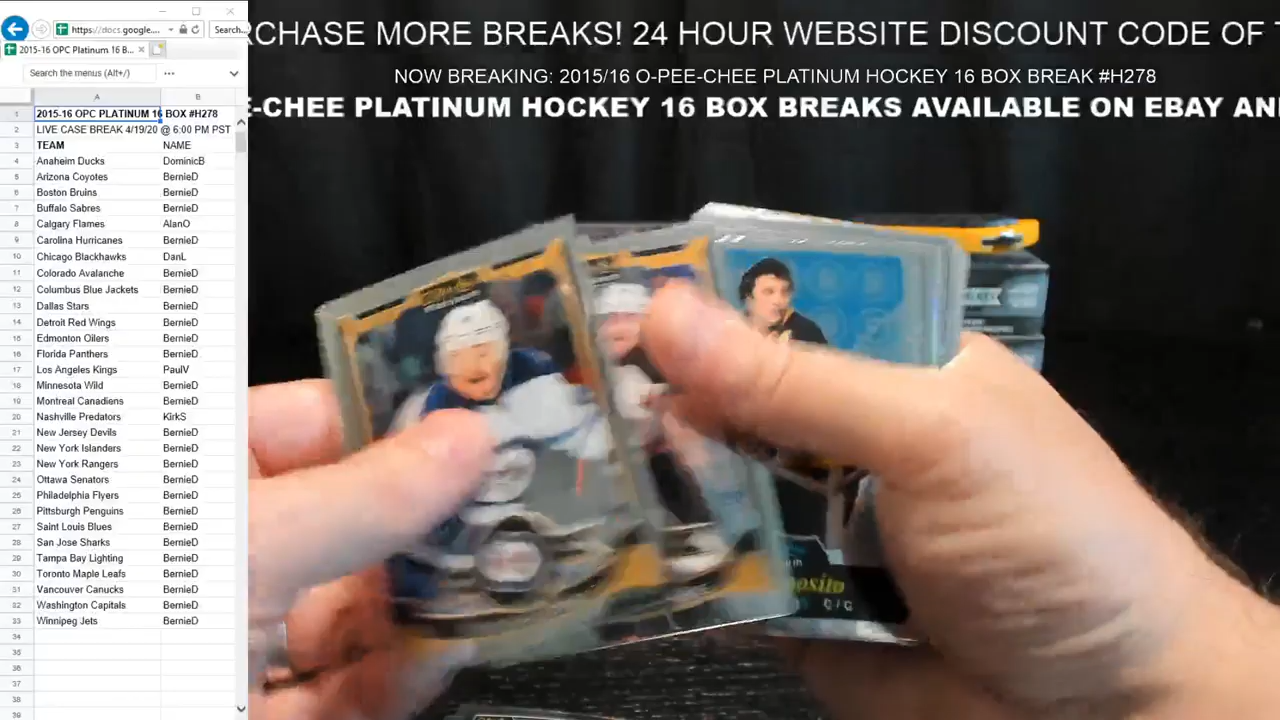 https://docs.google....
Search...
2015-16 OPC Platinum 16 B...
Search the menus (Alt+/)
A
B
1 2015-16 OPC PLATINUM 16 BOX #H278
2 LIVE CASE BREAK 4/19/20 @ 6:00 PM PST
3 TEAM NAME
4 Anaheim Ducks DominicB
5 Arizona Coyotes BernieD
6 Boston Bruins BernieD
7 Buffalo Sabres BernieD
8 Calgary Flames AlanO
9 Carolina Hurricanes BernieD
10 Chicago Blackhawks DanL
11 Colorado Avalanche BernieD
12 Columbus Blue Jackets BernieD
13 Dallas Stars BernieD
14 Detroit Red Wings BernieD
15 Edmonton Oilers BernieD
16 Florida Panthers BernieD
17 Los Angeles Kings PaulV
18 Minnesota Wild BernieD
19 Montreal Canadiens BernieD
20 Nashville Predators KirkS
21 New Jersey Devils BernieD
22 New York Islanders BernieD
23 New York Rangers BernieD
24 Ottawa Senators BernieD
25 Philadelphia Flyers BernieD
26 Pittsburgh Penguins BernieD
27 Saint Louis Blues BernieD
28 San Jose Sharks BernieD
29 Tampa Bay Lighting BernieD
30 Toronto Maple Leafs BernieD
31 Vancouver Canucks BernieD
32 Washington Capitals BernieD
33 Winnipeg Jets BernieD
34
35
36
37
38
39
RCHASE MORE BREAKS! 24 HOUR WEBSITE DISCOUNT CODE OF
NOW BREAKING: 2015/16 O-PEE-CHEE PLATINUM HOCKEY 16 BOX BREAK #H278
E-CHEE PLATINUM HOCKEY 16 BOX BREAKS AVAILABLE ON EBAY AN